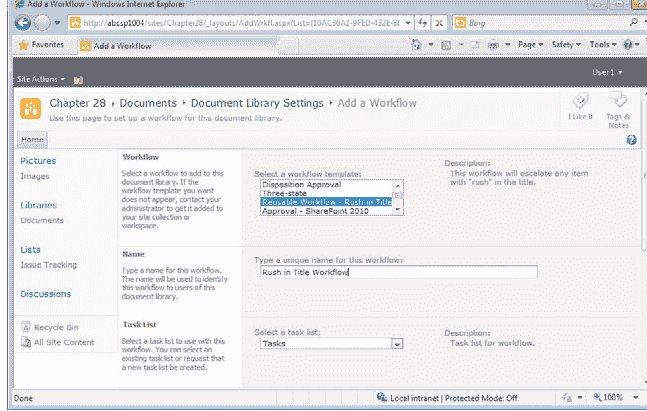 Add a Workflow - Windows Internet Explorer
http://abcsp1004/sites/Chapter28/_layouts/AddWrkfl.aspx?List={10AC36A2-9FED-432E-8
Bing
Favorites
Add a Workflow
Page
Safety
Tools
Site Actions
User1
Chapter 28 Documents Document Library Settings Add a Workflow
Use this page to set up a workflow for this document library.
I Like It
Tags &
Notes
Home
Pictures
Images
Libraries
Documents
Lists
Issue Tracking
Discussions
Recycle Bin
All Site Content
Workflow
Select a workflow to add to this
document library. If the
workflow template you want
does not appear, contact your
administrator to get it added to
your site collection or
workspace.
Select a workflow template:
Disposition Approval
Three-state
Reusable Workflow - Rush in Title
Approval - SharePoint 2010
Description:
This workflow will escalate any item
with "rush" in the title.
Name
Type a name for this workflow.
The name will be used to identify
this workflow to users of this
document library.
Type a unique name for this workflow:
Rush in Title Workflow
Task List
Select a task list to use with this
workflow. You can select an
existing task list or request that
a new task list be created.
Select a task list:
Tasks
Description:
Task list for workflow.
Done
Local intranet | Protected Mode: Off
100%